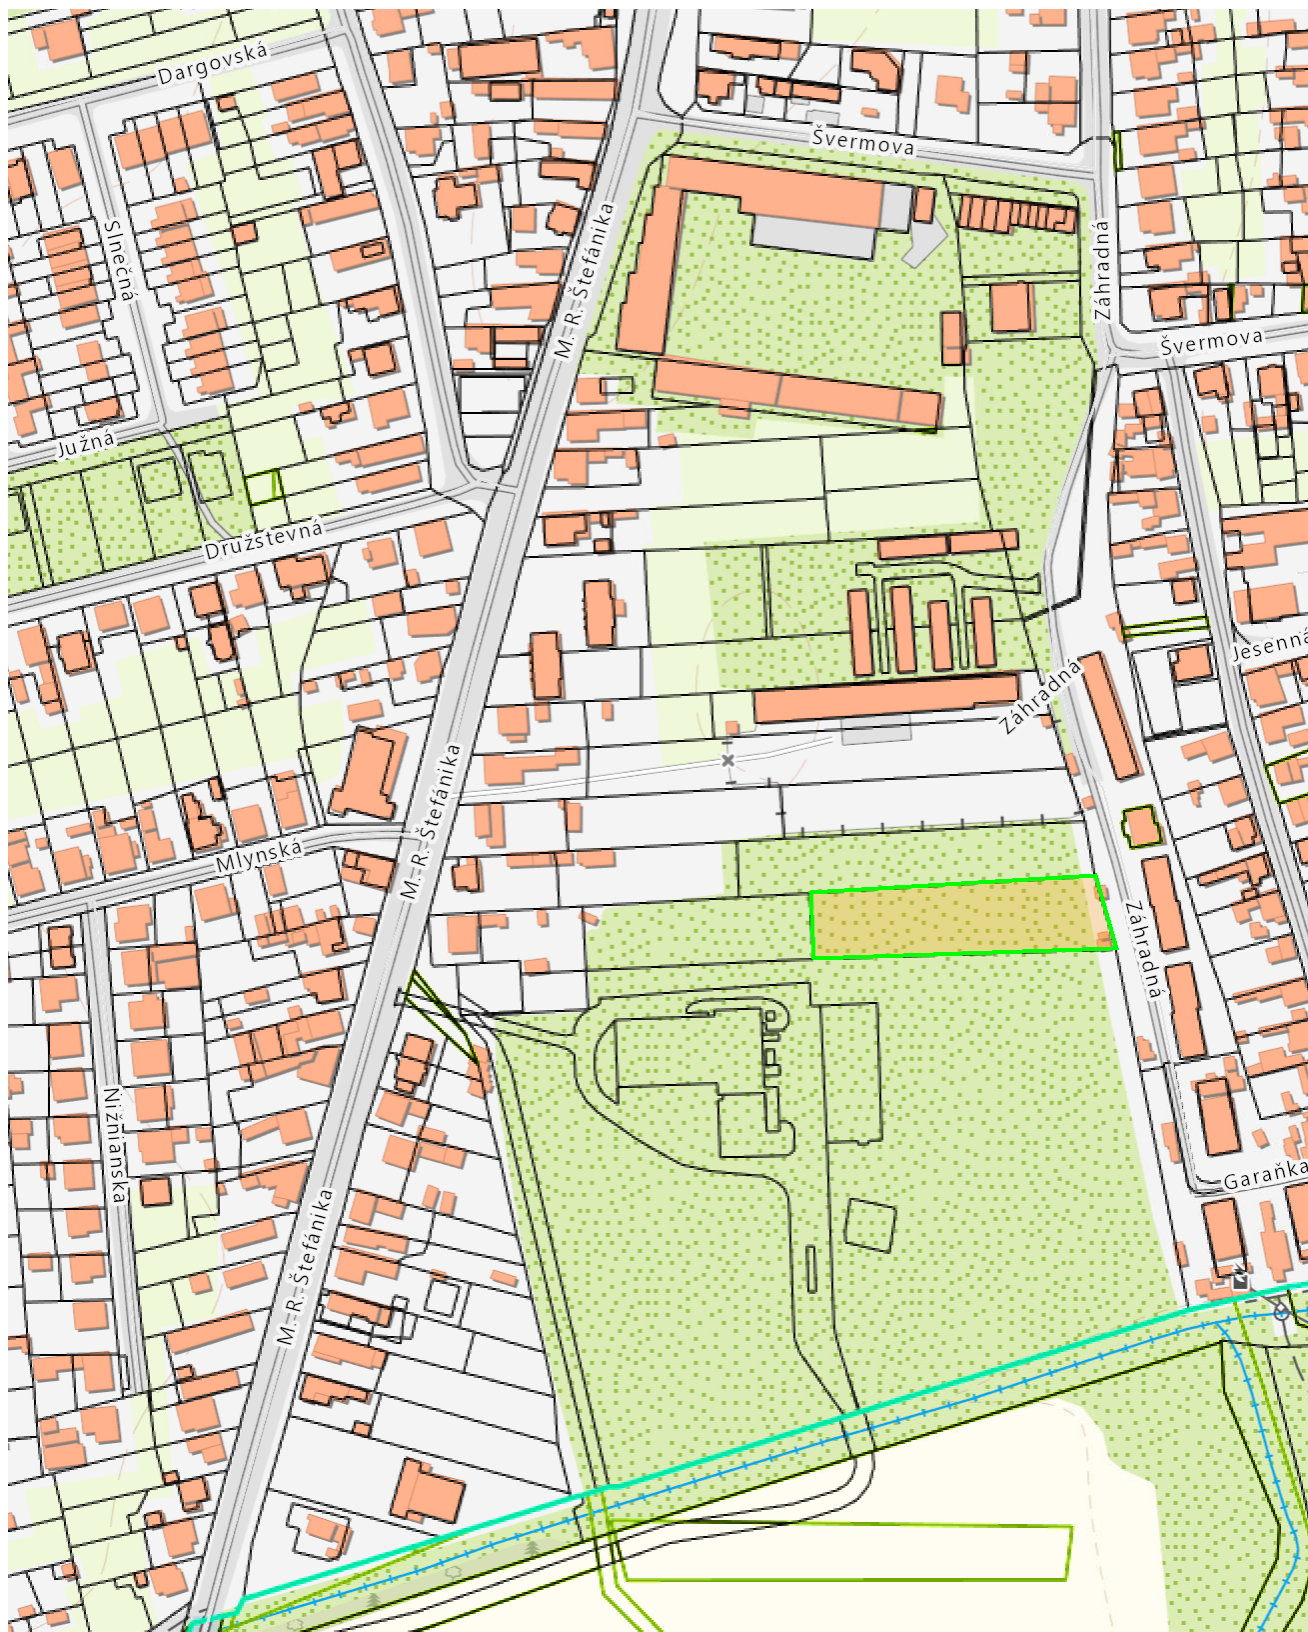 Dargovská
Švermova
Slnečná
M. R. Štefánika
Záhradná
Švermova
Južná
Družstevná
Jesenná
Záhradná
M. R. Štefánika
Mlynská
Záhradná
Nižnianska
Garaňka
M. R. Štefánika